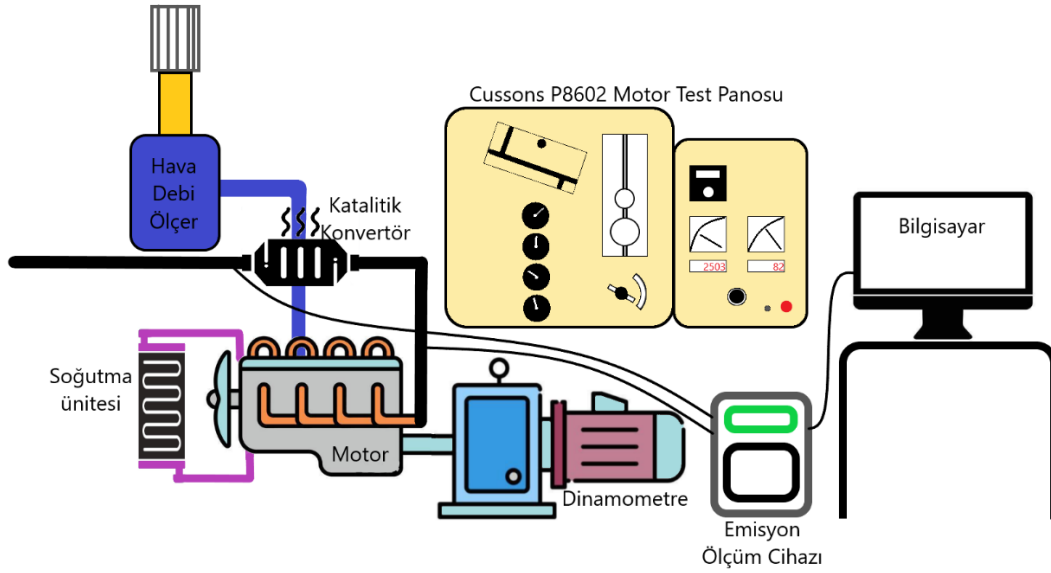 Cussons P8602 Motor Test Panosu
Hava
Debi
Ölçer
Katalitik
Konvertör
Bilgisayar
2503
82
Soğutma
ünitesi
Motor
Dinamometre
Emisyon
Ölçüm Cihazı